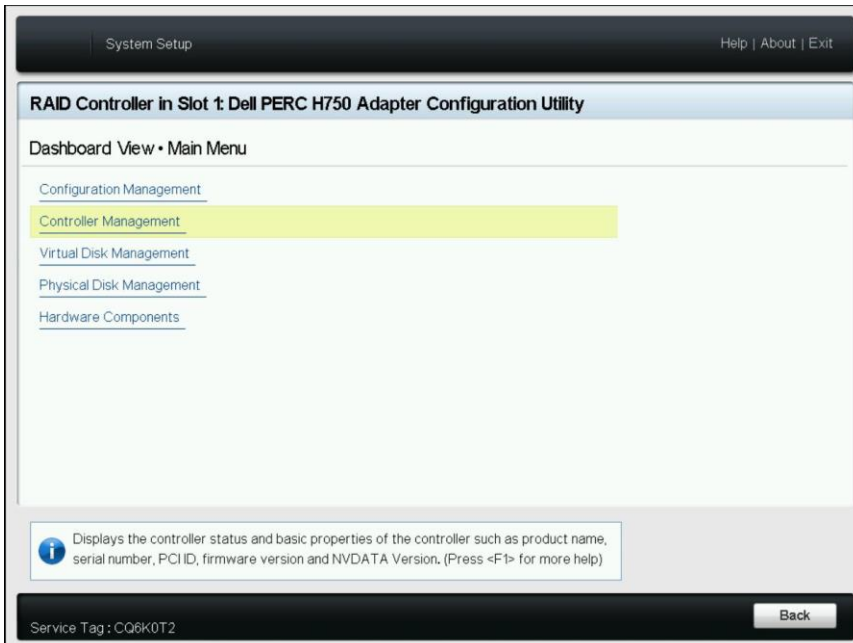 System Setup
Help | About | Exit
RAID Controller in Slot 1: Dell PERC H750 Adapter Configuration Utility
Dashboard View • Main Menu
Configuration Management
Controller Management
Virtual Disk Management
Physical Disk Management
Hardware Components
Displays the controller status and basic properties of the controller such as product name,
serial number, PCI ID, firmware version and NVDATA Version. (Press <F1> for more help)
Back
Service Tag : CQ6K0T2